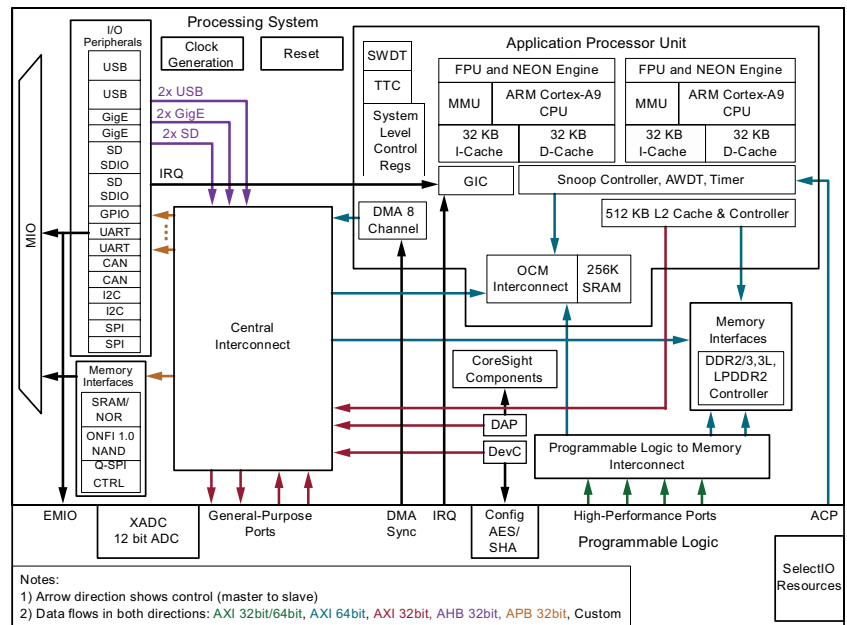 Processing System
I/O
Peripherals
USB
USB
GigE
GigE
SD
SDIO
SD
SDIO
GPIO
UART
UART
CAN
CAN
I2C
I2C
SPI
SPI
MIO
Clock
Generation
Reset
2x USB
2x GigE
2x SD
IRQ
Application Processor Unit
SWDT
TTC
System
Level
Control
Regs
FPU and NEON Engine
MMU
ARM Cortex-A9
CPU
32 KB
I-Cache
32 KB
D-Cache
FPU and NEON Engine
MMU
ARM Cortex-A9
CPU
32 KB
I-Cache
32 KB
D-Cache
GIC
Snoop Controller, AWDT, Timer
DMA 8
Channel
512 KB L2 Cache & Controller
OCM
Interconnect
256K
SRAM
Central
Interconnect
Memory
Interfaces
DDR2/3,3L,
LPDDR2
Controller
CoreSight
Components
DAP
DevC
Programmable Logic to Memory
Interconnect
Memory
Interfaces
SRAM/
NOR
ONFI 1.0
NAND
Q-SPI
CTRL
EMIO
XADC
12 bit ADC
General-Purpose
Ports
DMA
Sync
IRQ
Config
AES/
SHA
High-Performance Ports
ACP
Programmable Logic
SelectIO
Resources
Notes:
1) Arrow direction shows control (master to slave)
2) Data flows in both directions: AXI 32bit/64bit, AXI 64bit, AXI 32bit, AHB 32bit, APB 32bit, Custom